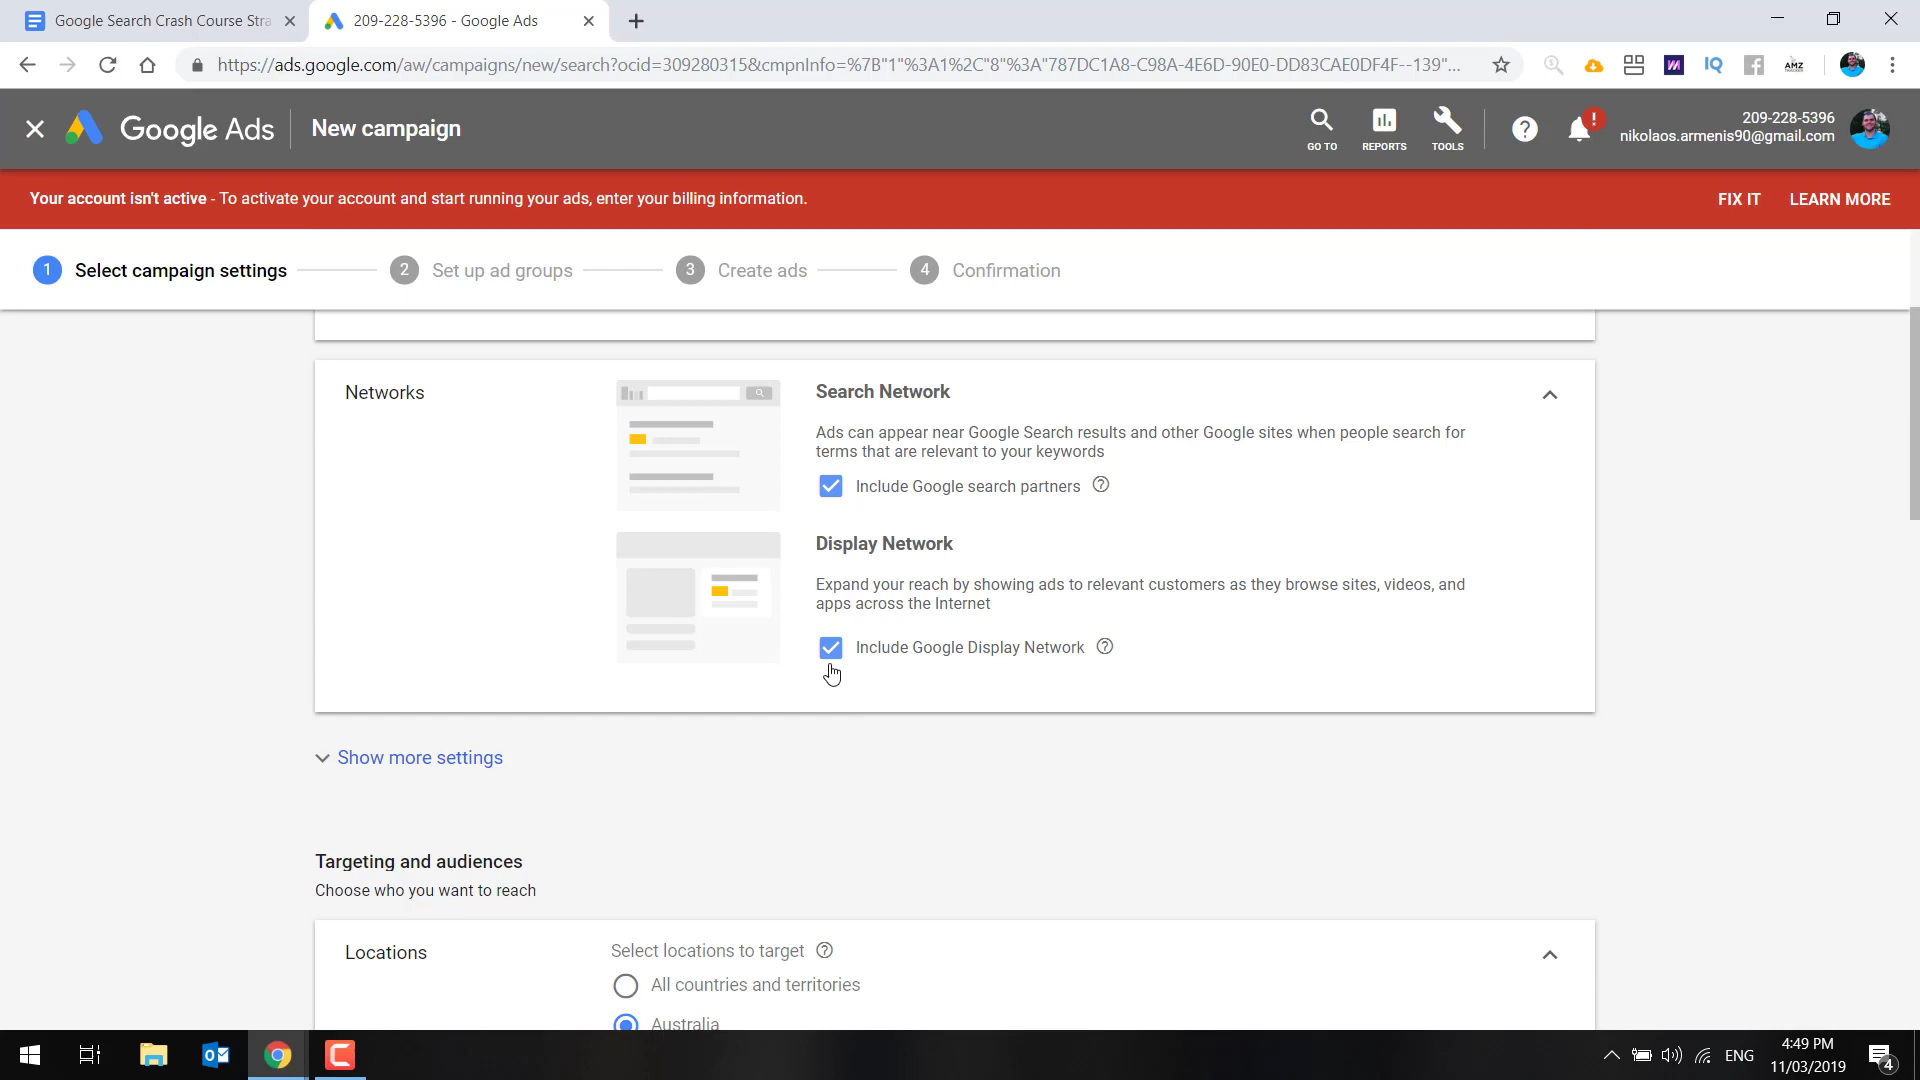 Google Search Crash Course Stra
209-228-5396 - Google Ads
https://ads.google.com/aw/campaigns/new/search?ocid=309280315&cmpnInfo=%7B"1"%3A1%2C"8"%3A"787DC1A8-C98A-4E6D-90E0-DD83CAE0DF4F--139"...
IQ
AMZ
Google Ads
New campaign
GO TO
REPORTS
TOOLS
209-228-5396
nikolaos.armenis90@gmail.com
Your account isn't active - To activate your account and start running your ads, enter your billing information.
FIX IT
LEARN MORE
1 Select campaign settings
2 Set up ad groups
3 Create ads
4 Confirmation
Networks
Search Network
Ads can appear near Google Search results and other Google sites when people search for
terms that are relevant to your keywords
Include Google search partners
Display Network
Expand your reach by showing ads to relevant customers as they browse sites, videos, and
apps across the Internet
Include Google Display Network
Show more settings
Targeting and audiences
Choose who you want to reach
Locations
Select locations to target
All countries and territories
Australia
ENG
4:49 PM
11/03/2019
4